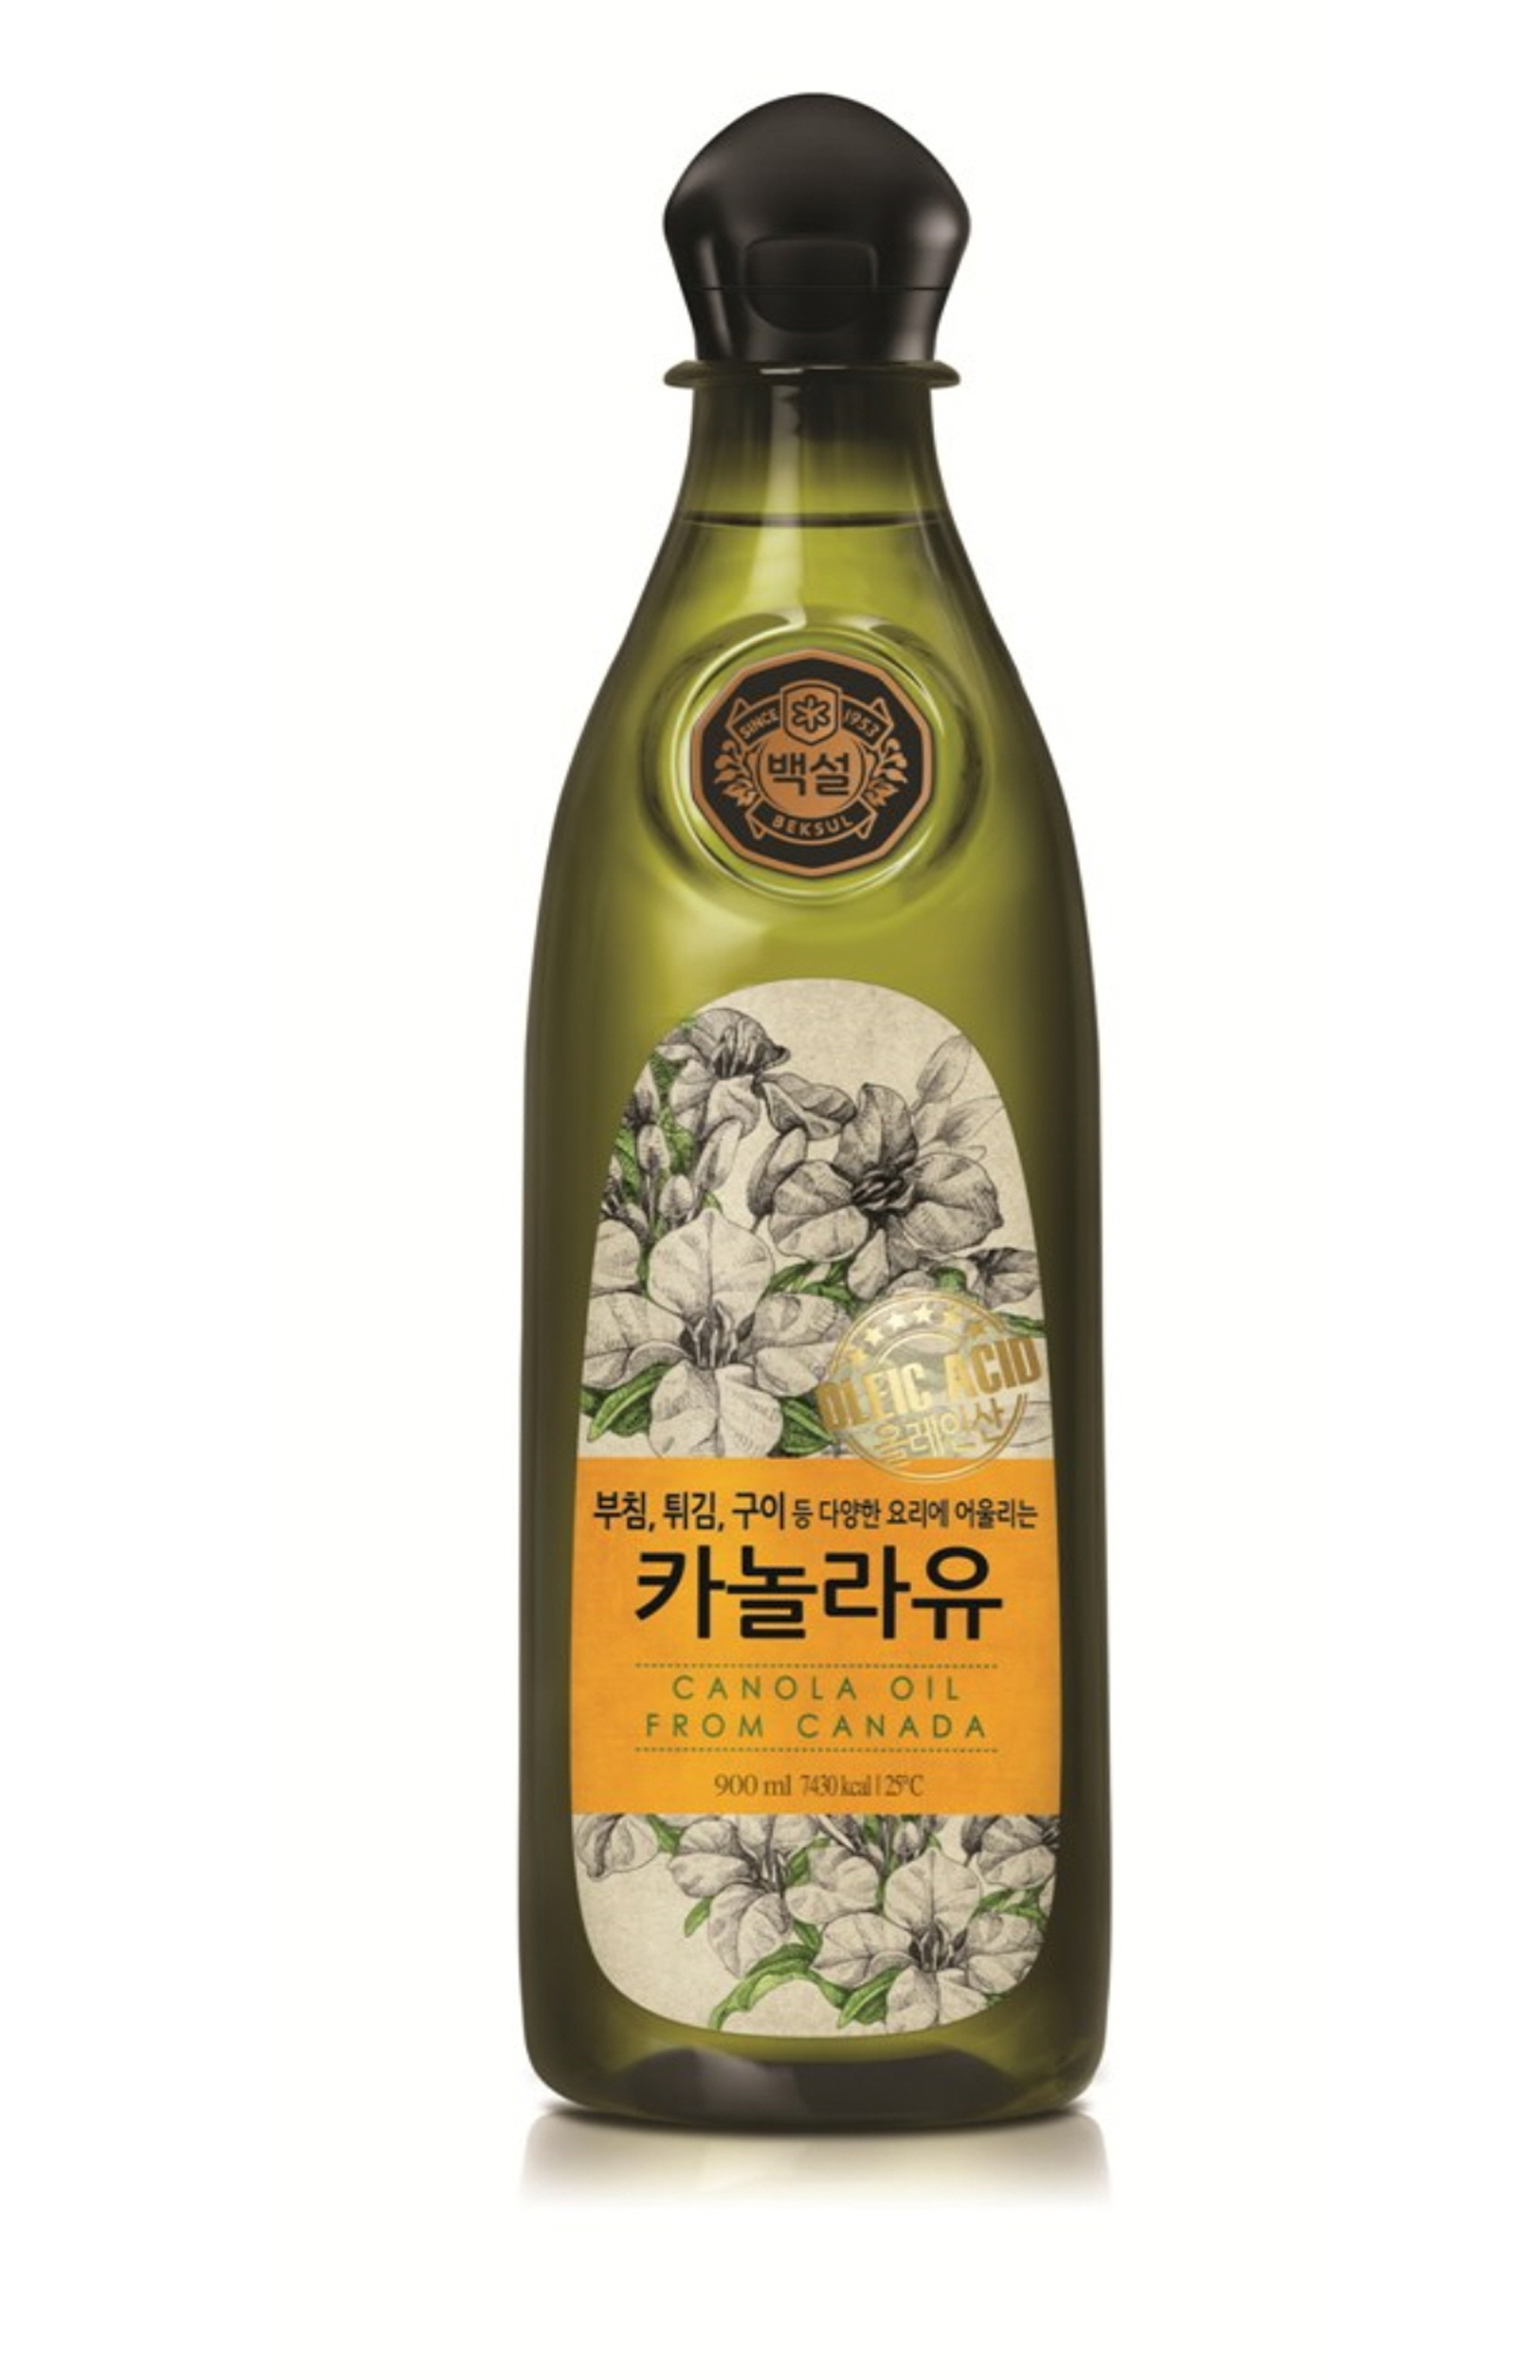 SINCE 1953
백설
BEKSUL
OLEIC ACID
올레인산
부침, 튀김, 구이 등 다양한 요리에 어울리는
카놀라유
CANOLA OIL
FROM CANADA
900 ml 7430 kcal | 25°C